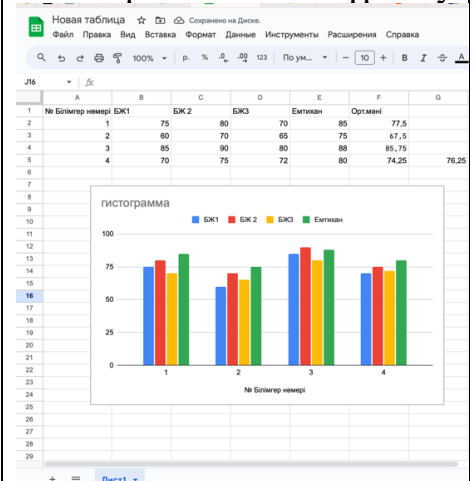 Новая таблица Сохранено на Диске.
Файл Правка Вид Вставка Формат Данные Инструменты Расширения Справка
100% р. % .0 .00 123 По ум... − 10 + B I A
J16 fx
A B C D E F G
1 № Білімгер немері БЖ1 БЖ 2 БЖ3 Емтихан Орт.мәні
2 1 75 80 70 85 77,5
3 2 60 70 65 75 67,5
4 3 85 90 80 88 85,75
5 4 70 75 72 80 74,25 76,25
6
7
8
9
10
11
12
13
14
15
16
17
18
19
20
21
22
23
24
25
26
27
28
29
гистограмма
БЖ1 БЖ 2 БЖ3 Емтихан
100
75
50
25
0
1 2 3 4
№ Білімгер немері
+ Лист1